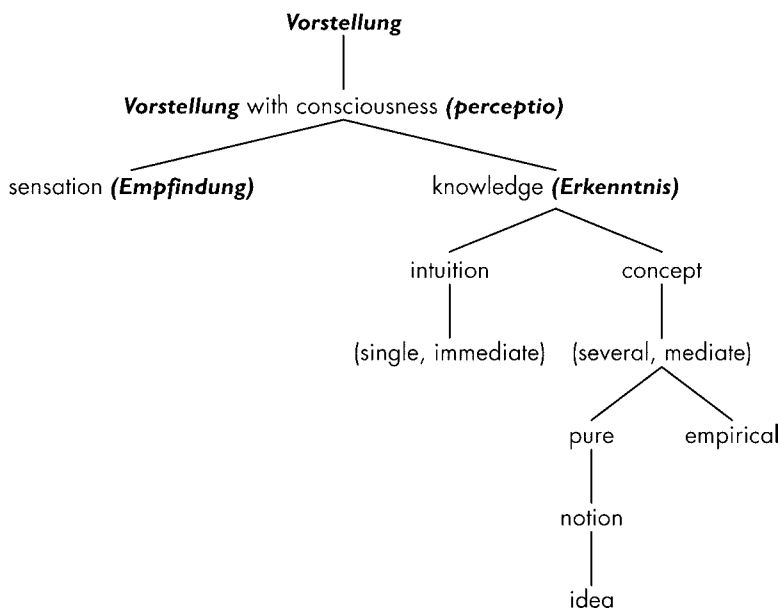 Vorstellung
Vorstellung with consciousness (perceptio)
sensation (Empfindung)
knowledge (Erkenntnis)
intuition
concept
(single, immediate)
(several, mediate)
pure
empirical
notion
idea